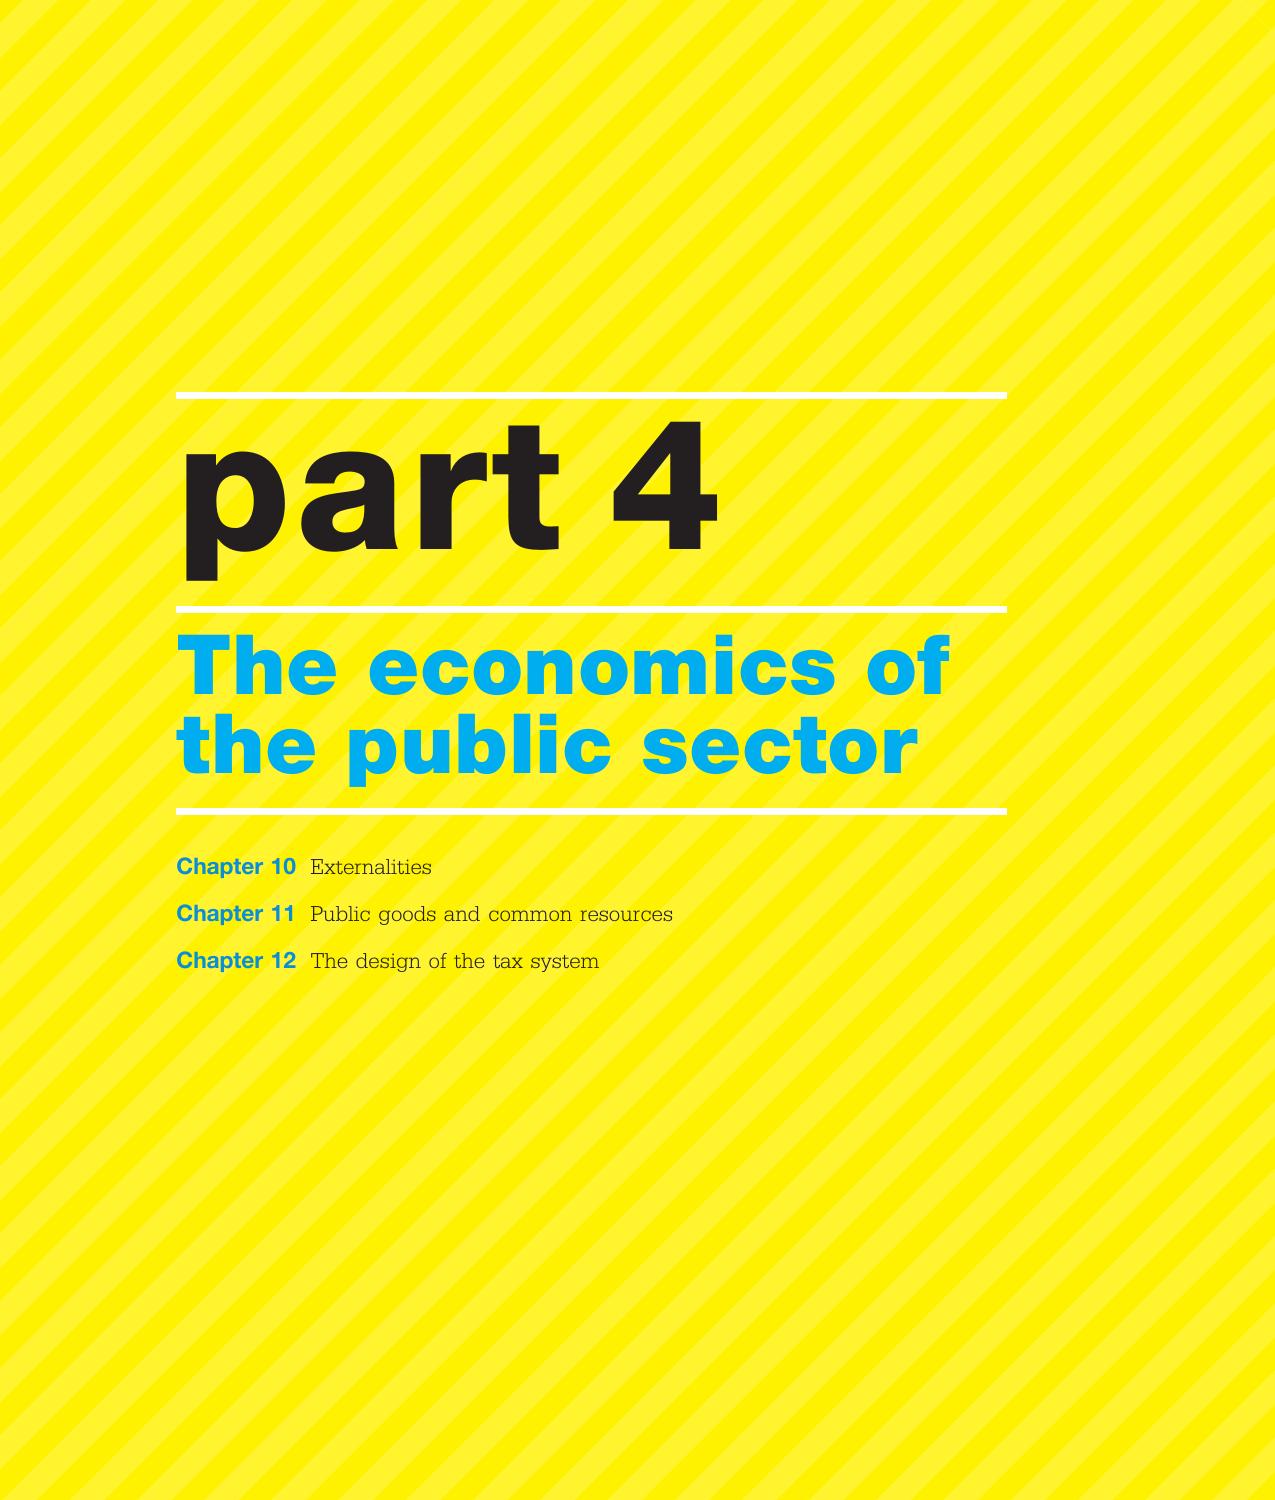 part 4
The economics of
the public sector
Chapter 10 Externalities
Chapter 11 Public goods and common resources
Chapter 12 The design of the tax system